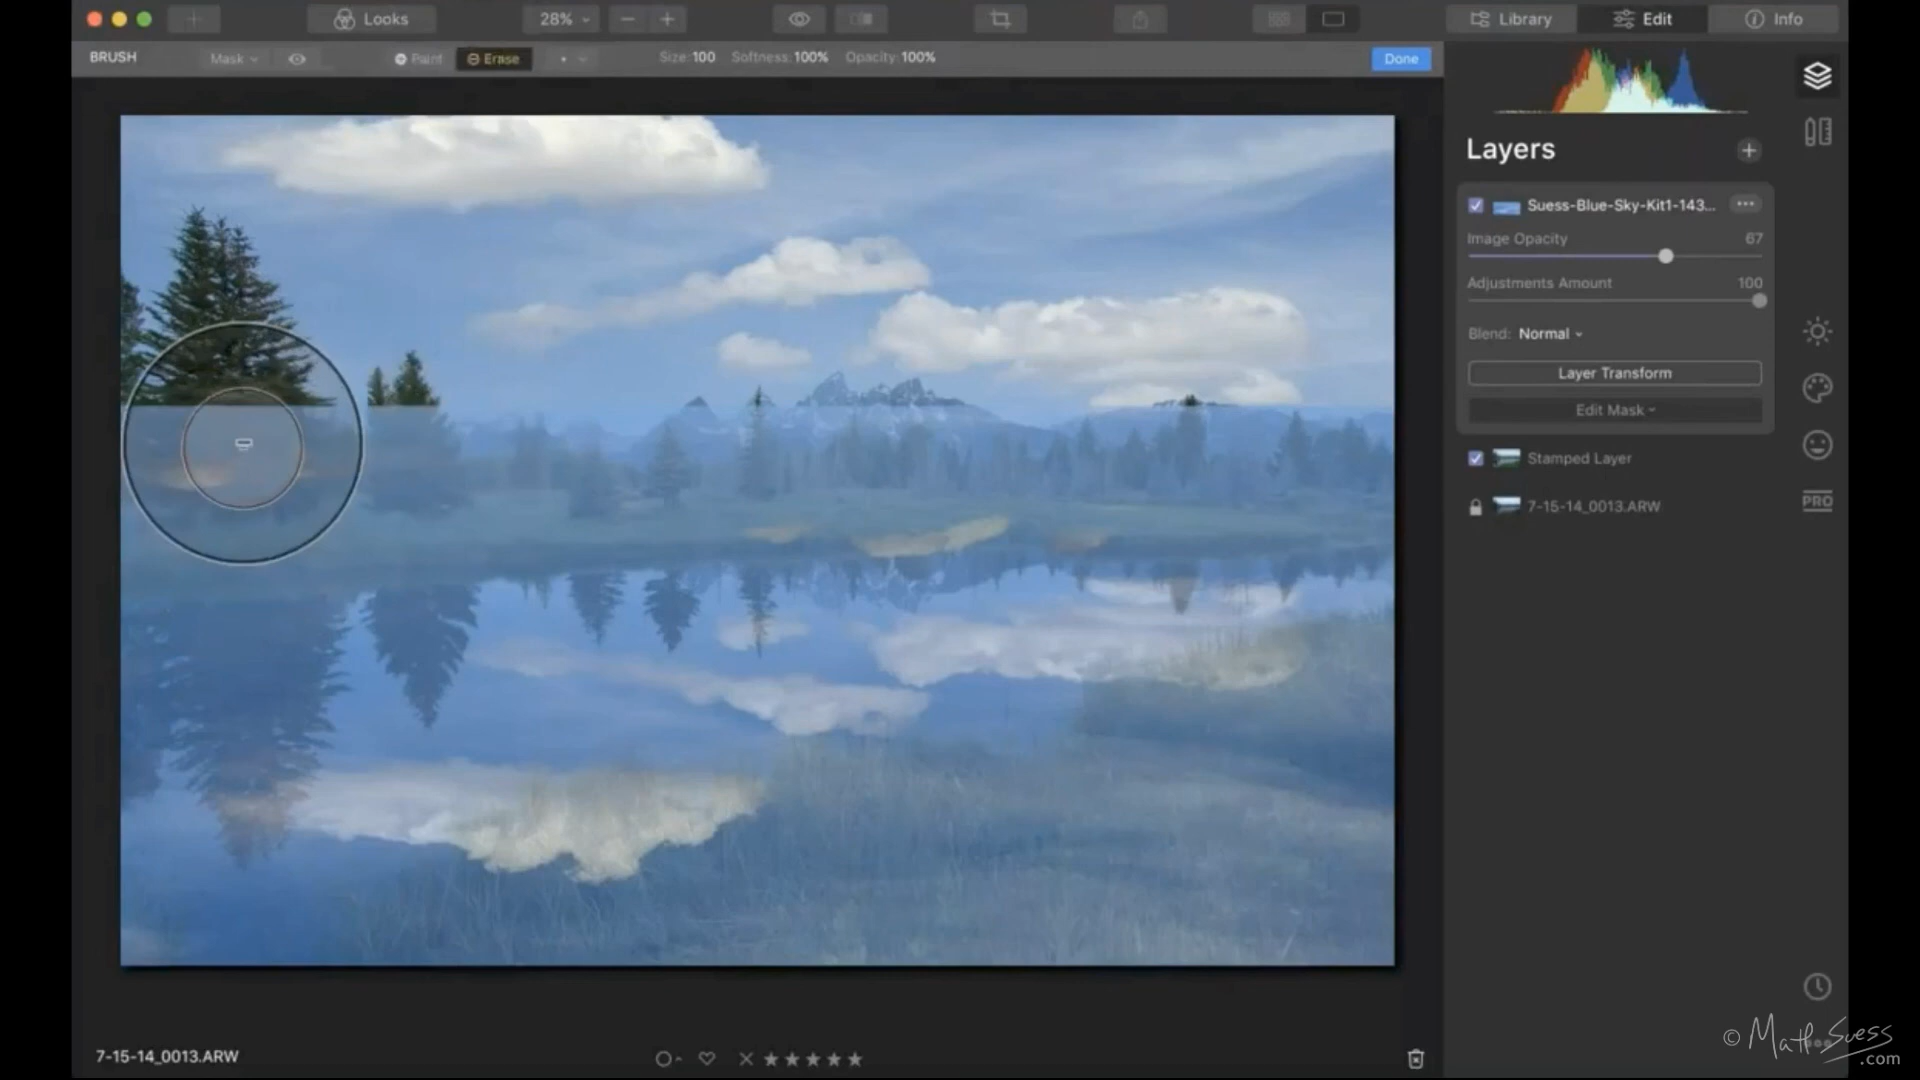 Looks
28%
Library
Edit
Info
BRUSH
Mask
Paint
Erase
Size: 100
Softness: 100%
Opacity: 100%
Done
Layers
Suess-Blue-Sky-Kit1-143...
Image Opacity
67
Adjustments Amount
100
Blend: Normal
Layer Transform
Edit Mask
Stamped Layer
7-15-14_0013.ARW
PRO
7-15-14_0013.ARW
© Matt Suess
.com